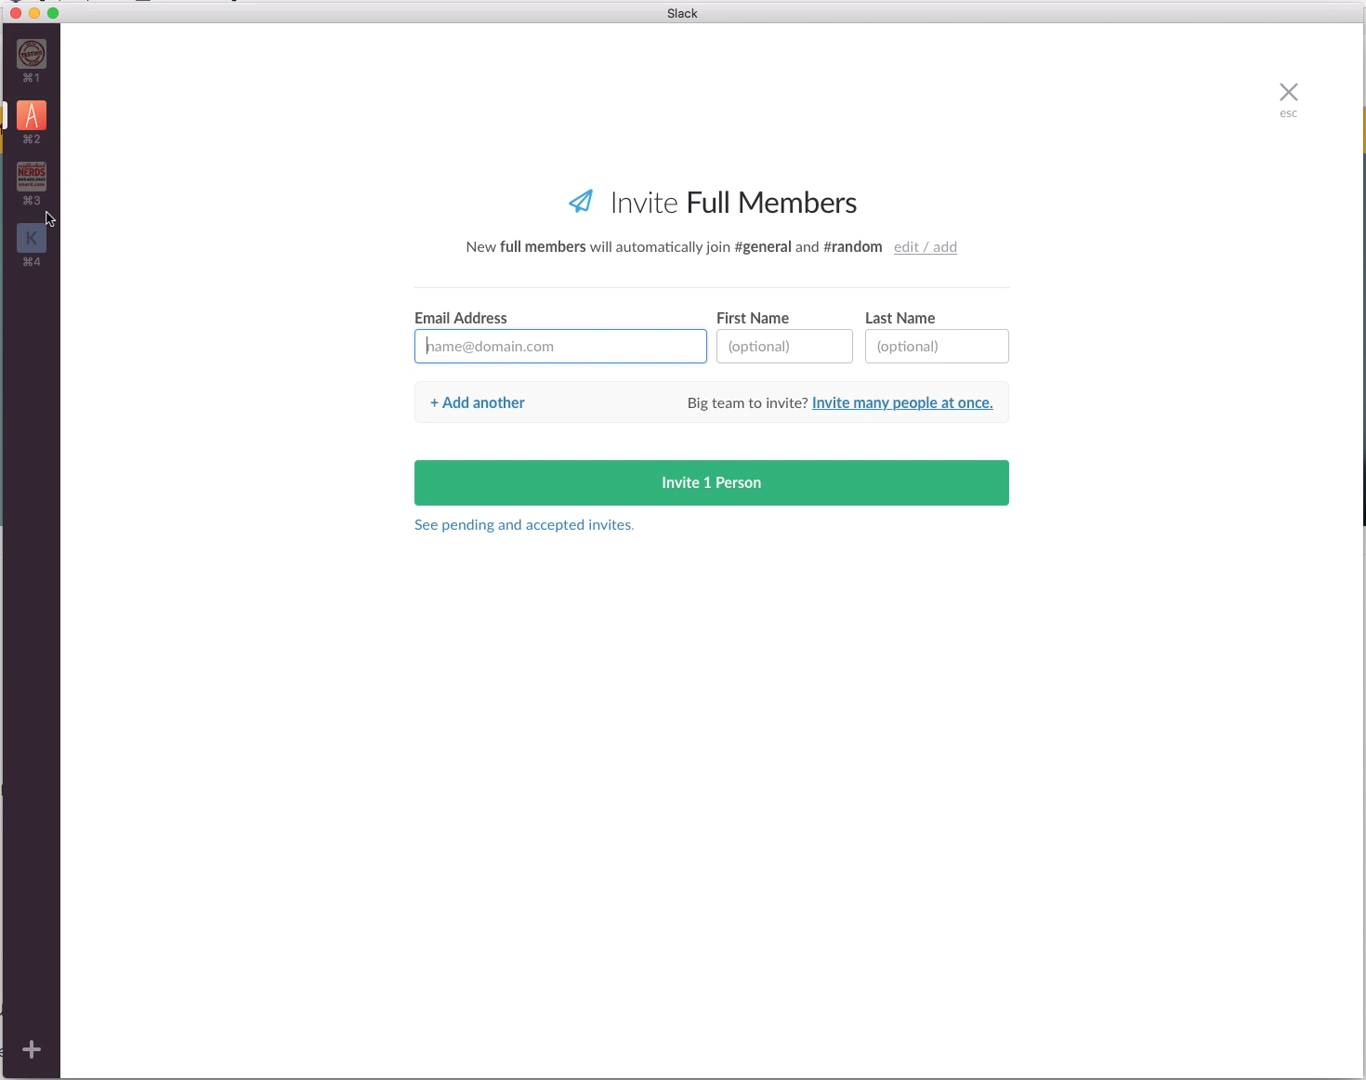 Slack
⌘1
A
⌘2
NERDS
⌘3
K
⌘4
esc
Invite Full Members
New full members will automatically join #general and #random edit / add
Email Address First Name Last Name
name@domain.com (optional) (optional)
+ Add another Big team to invite? Invite many people at once.
Invite 1 Person
See pending and accepted invites.